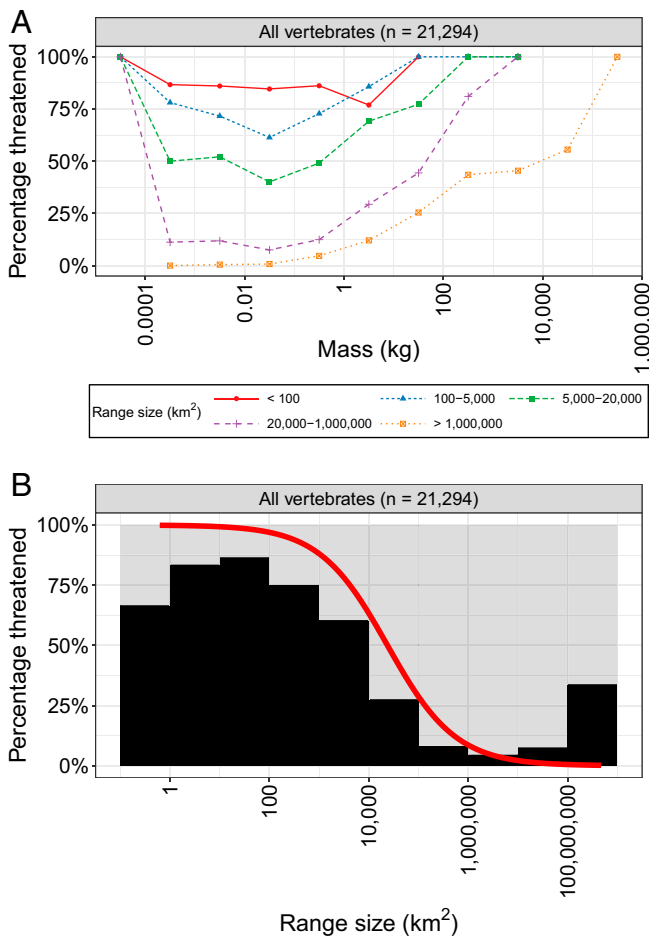 A
All vertebrates (n = 21,294)
Percentage threatened
100%
75%
50%
25%
0%
0.0001
0.01
1
100
10,000
1,000,000
Mass (kg)
Range size (km²)
< 100
100−5,000
5,000−20,000
20,000−1,000,000
> 1,000,000
B
All vertebrates (n = 21,294)
Percentage threatened
100%
75%
50%
25%
0%
1
100
10,000
1,000,000
100,000,000
Range size (km²)